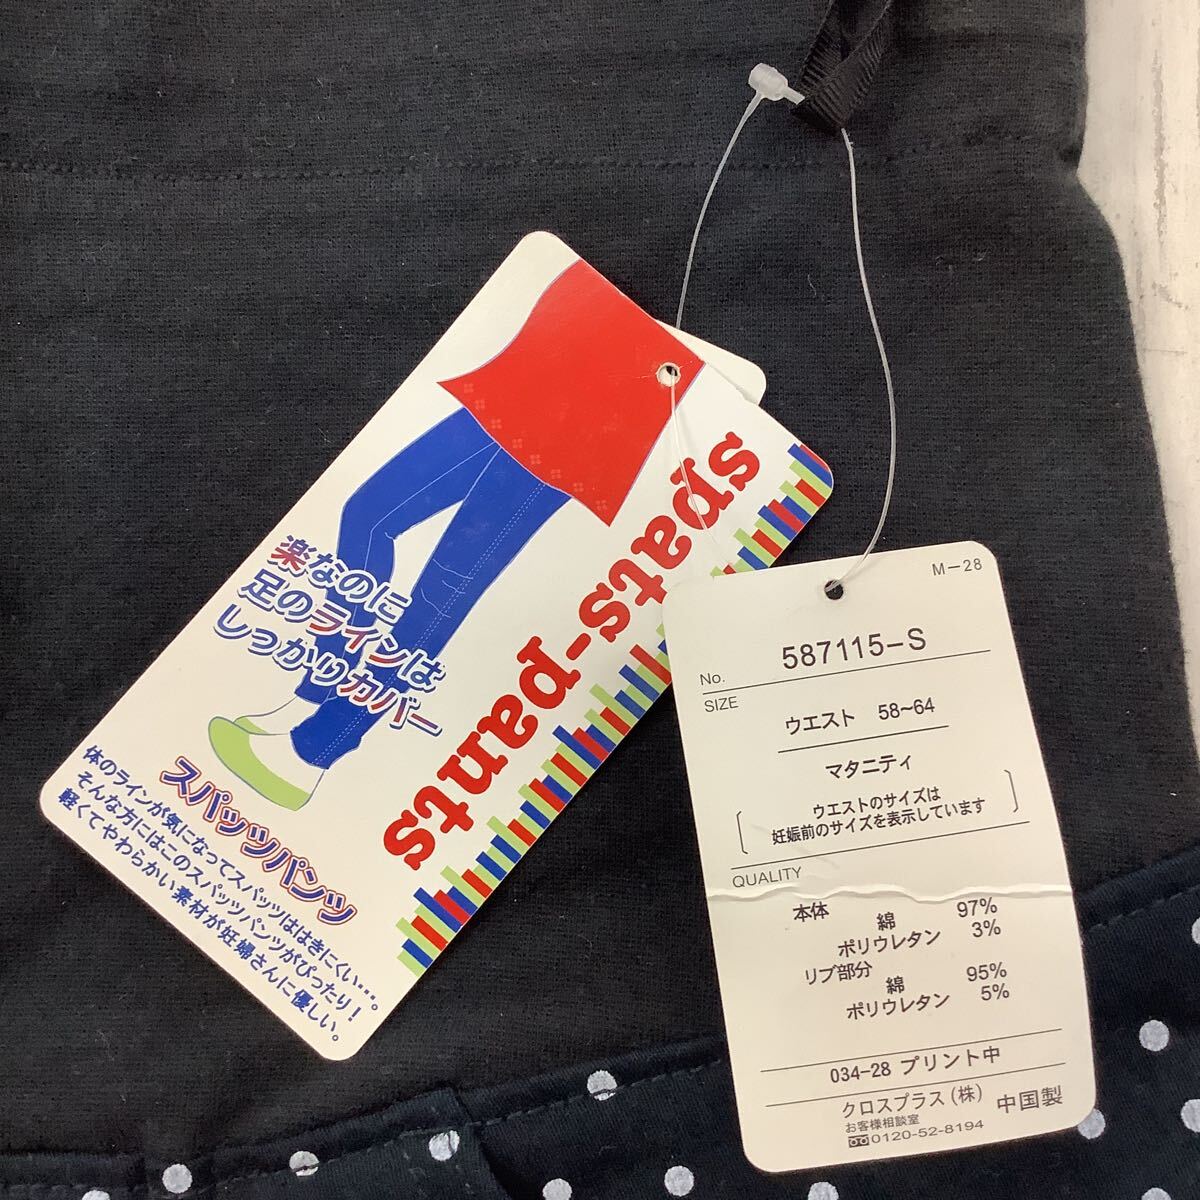 spats-pants
楽なのに
足のラインは
しっかりカバー
スパッツパンツ
体のラインが気になってスパッツははきにくい…。
そんな方にはこのスパッツパンツがぴったり!
軽くてやわらかい素材が妊婦さんに優しい。
M-28
No. 587115-S
SIZE
ウエスト 58~64
マタニティ
ウエストのサイズは
妊娠前のサイズを表示しています
QUALITY
本体 綿 97%
ポリウレタン 3%
リブ部分 綿 95%
ポリウレタン 5%
034-28 プリント中
クロスプラス(株) 中国製
お客様相談室
0120-52-8194